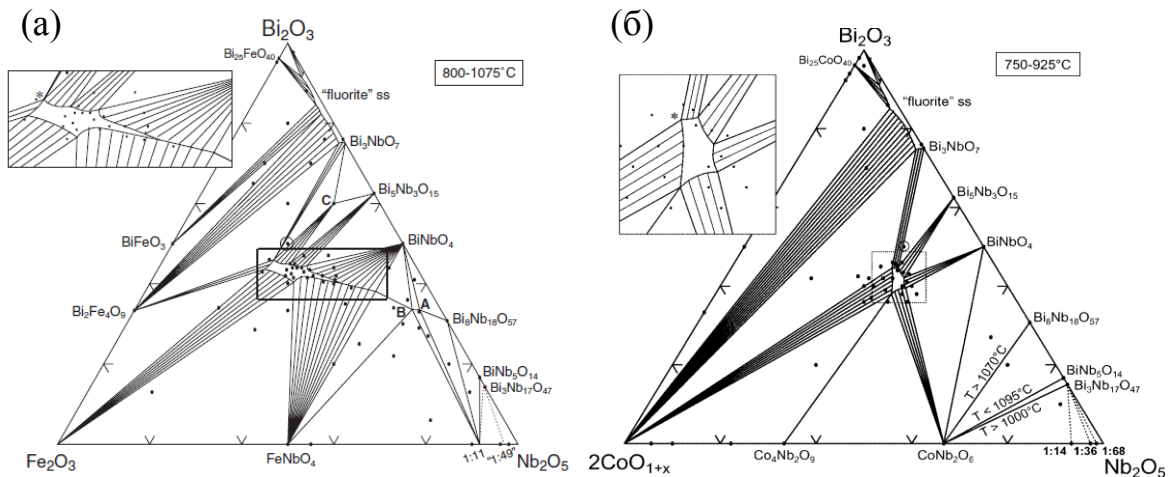 (а)
Bi₂O₃
Bi₂₅FeO₄₀
800-1075°C
*
"fluorite" ss
Bi₃NbO₇
C
Bi₅Nb₃O₁₅
BiFeO₃
BiNbO₄
Bi₂Fe₄O₉
A
B
Bi₈Nb₁₈O₅₇
BiNb₅O₁₄
Bi₃Nb₁₇O₄₇
Fe₂O₃
FeNbO₄
1:11
"1:49"
Nb₂O₅
(б)
Bi₂O₃
Bi₂₅CoO₄₀
750-925°C
*
"fluorite" ss
Bi₃NbO₇
Bi₅Nb₃O₁₅
BiNbO₄
Bi₆Nb₁₈O₅₇
T > 1070°C
BiNb₅O₁₄
T < 1095°C
Bi₃Nb₁₇O₄₇
T > 1000°C
2CoO₁₊ₓ
Co₄Nb₂O₉
CoNb₂O₆
1:14
1:36
1:68
Nb₂O₅